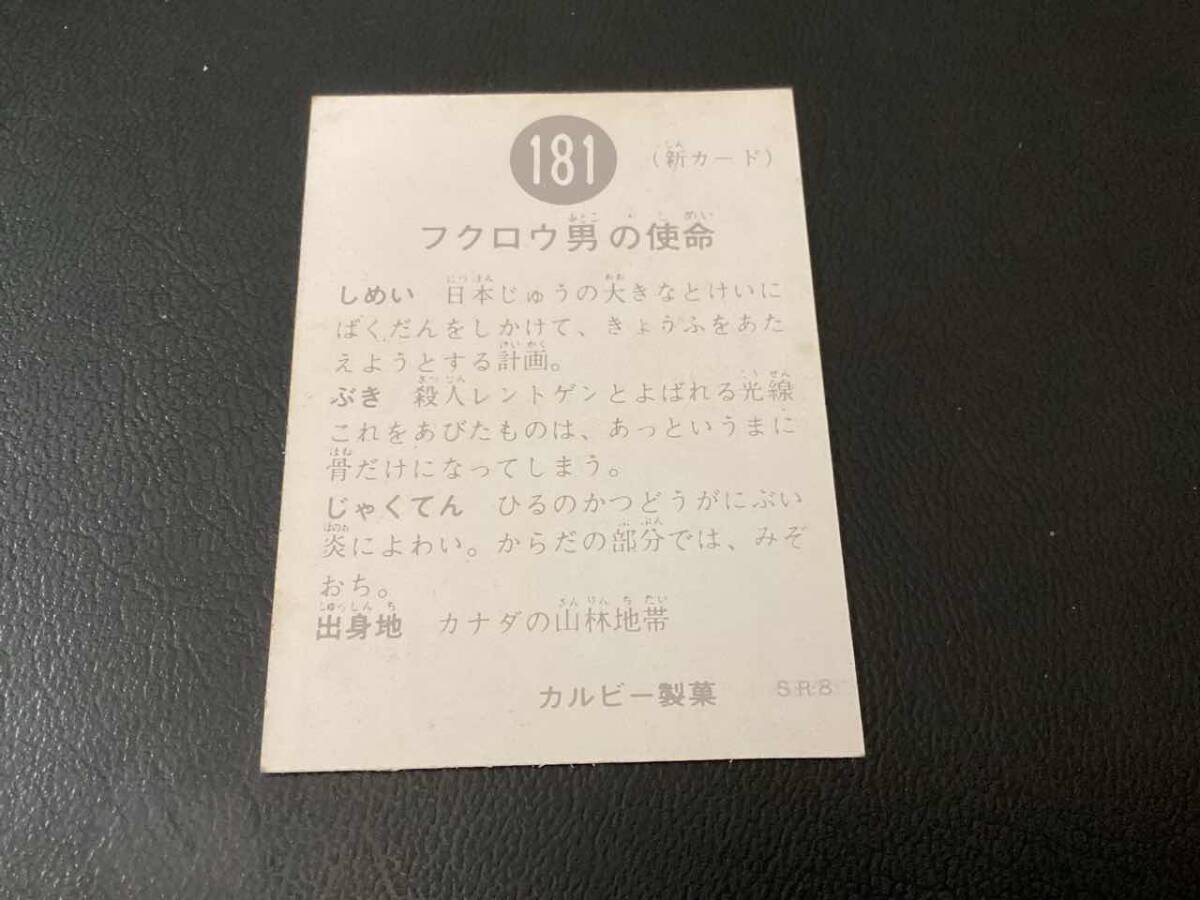 181
(新カード)
フクロウ男の使命
しめい 日本じゅうの大きなとけいに
ばくだんをしかけて、きょうふをあた
えようとする計画。
ぶき 殺人レントゲンとよばれる光線
これをあびたものは、あっというまに
骨だけになってしまう。
じゃくてん ひるのかつどうがにぶい
炎によわい。からだの部分では、みぞ
おち。
出身地 カナダの山林地帯
カルビー製菓 SR8